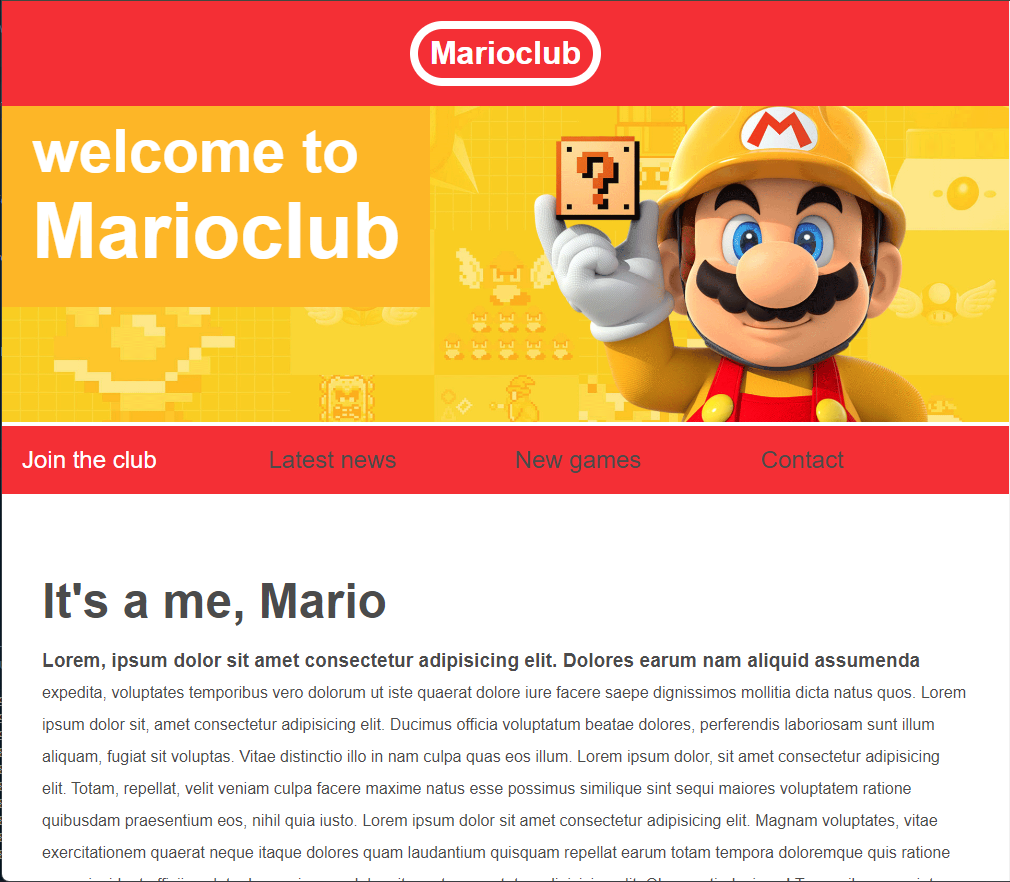 Marioclub
welcome to
Marioclub
M
?
Join the club
Latest news
New games
Contact
It's a me, Mario
Lorem, ipsum dolor sit amet consectetur adipisicing elit. Dolores earum nam aliquid assumenda
expedita, voluptates temporibus vero dolorum ut iste quaerat dolore iure facere saepe dignissimos mollitia dicta natus quos. Lorem
ipsum dolor sit, amet consectetur adipisicing elit. Ducimus officia voluptatum beatae dolores, perferendis laboriosam sunt illum
aliquam, fugiat sit voluptas. Vitae distinctio illo in nam culpa quas eos illum. Lorem ipsum dolor, sit amet consectetur adipisicing
elit. Totam, repellat, velit veniam culpa facere maxime natus esse possimus similique sint sequi maiores voluptatem ratione
quibusdam praesentium eos, nihil quia iusto. Lorem ipsum dolor sit amet consectetur adipisicing elit. Magnam voluptates, vitae
exercitationem quaerat neque itaque dolores quam laudantium quisquam repellat earum totam tempora doloremque quis ratione